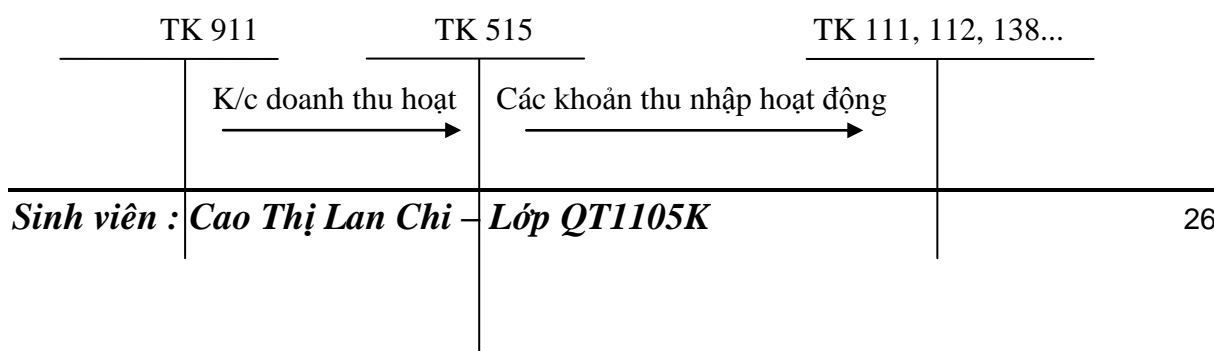 TK 911 TK 515 TK 111, 112, 138...
K/c doanh thu hoạt Các khoản thu nhập hoạt động
Sinh viên : Cao Thị Lan Chi – Lớp QT1105K 26